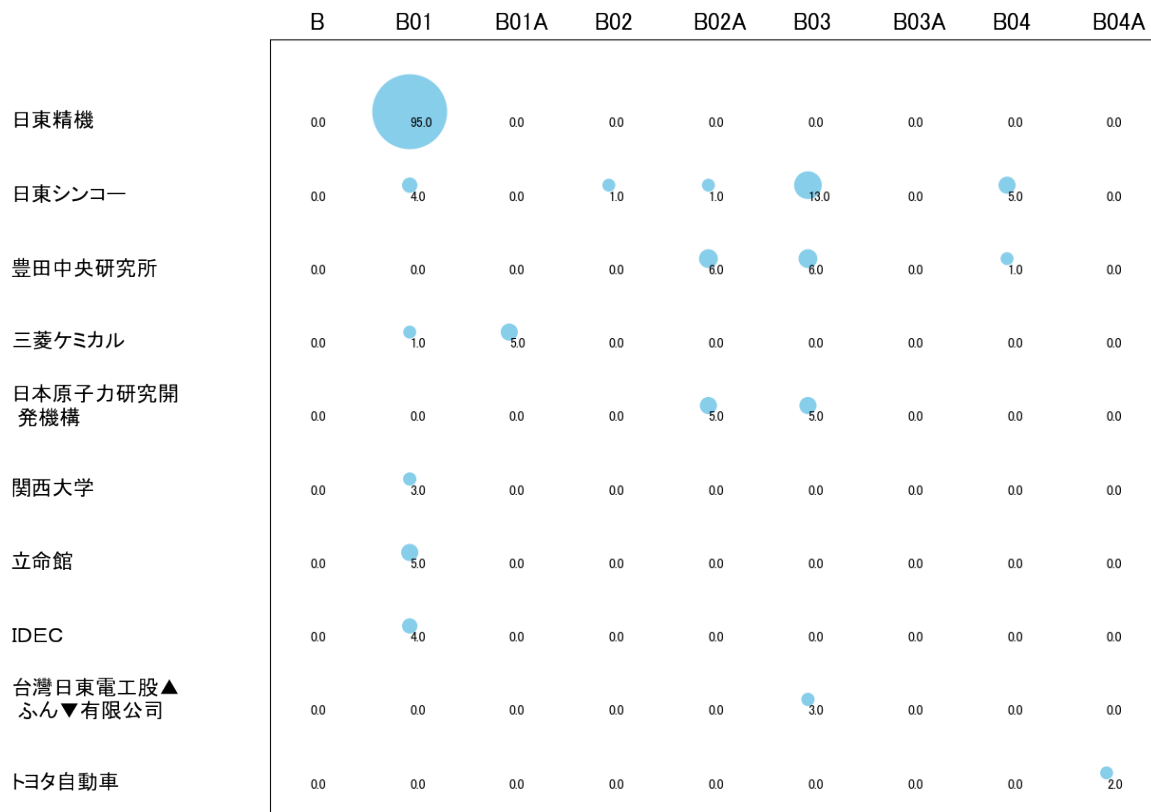 B B01 B01A B02 B02A B03 B03A B04 B04A
日東精機 0.0 95.0 0.0 0.0 0.0 0.0 0.0 0.0 0.0
日東シンコー 0.0 4.0 0.0 1.0 1.0 13.0 0.0 5.0 0.0
豊田中央研究所 0.0 0.0 0.0 0.0 6.0 6.0 0.0 1.0 0.0
三菱ケミカル 0.0 1.0 5.0 0.0 0.0 0.0 0.0 0.0 0.0
日本原子力研究開
発機構 0.0 0.0 0.0 0.0 5.0 5.0 0.0 0.0 0.0
関西大学 0.0 3.0 0.0 0.0 0.0 0.0 0.0 0.0 0.0
立命館 0.0 5.0 0.0 0.0 0.0 0.0 0.0 0.0 0.0
IDEC 0.0 4.0 0.0 0.0 0.0 0.0 0.0 0.0 0.0
台灣日東電工股▲
ふん▼有限公司 0.0 0.0 0.0 0.0 0.0 3.0 0.0 0.0 0.0
トヨタ自動車 0.0 0.0 0.0 0.0 0.0 0.0 0.0 0.0 2.0